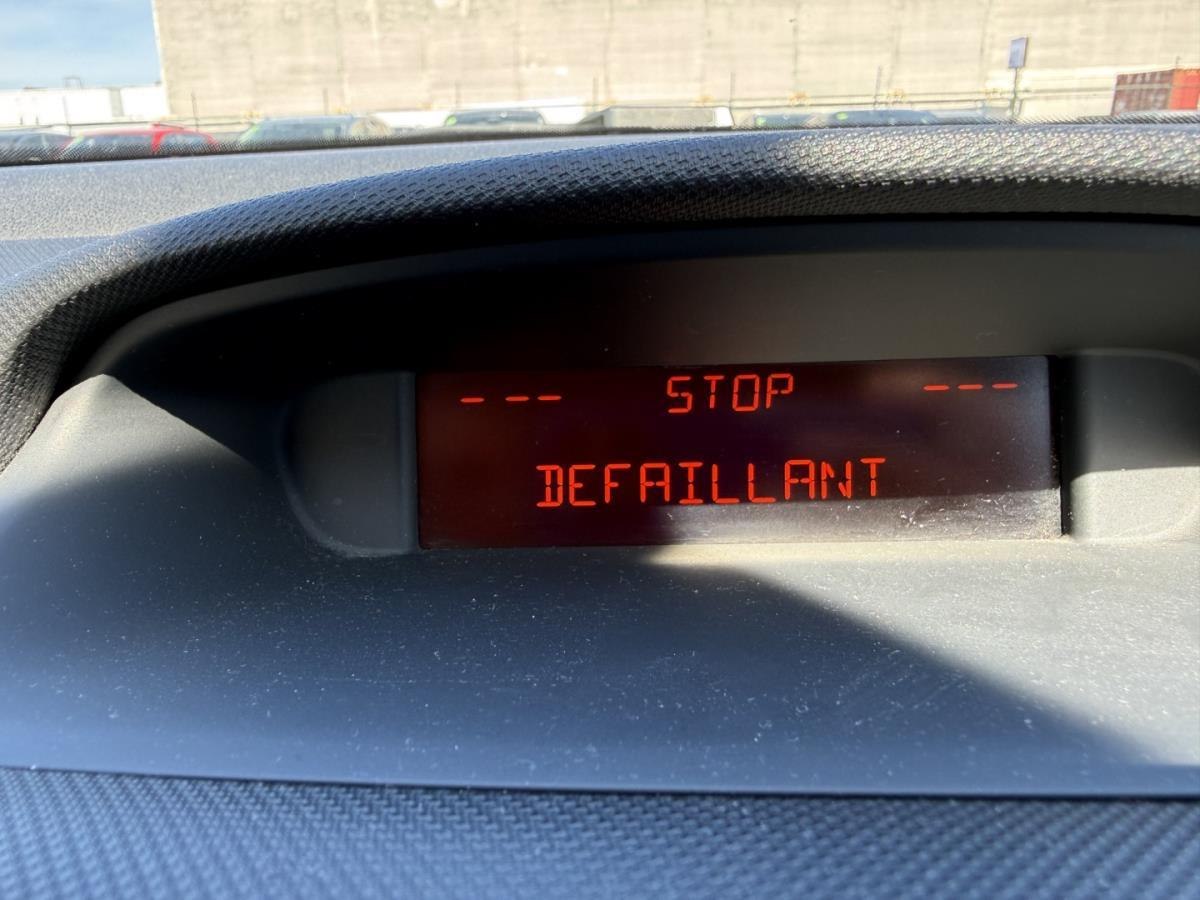 - --- STOP ---
DEFAILLANT